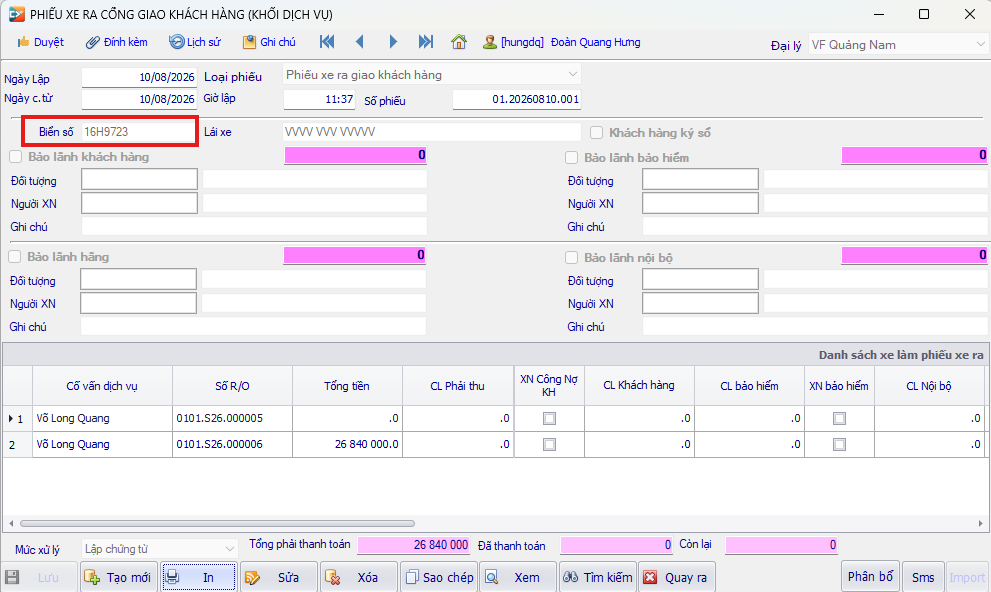 PHIẾU XE RA CỔNG GIAO KHÁCH HÀNG (KHỐI DỊCH VỤ)
Duyệt Đính kèm Lịch sử Ghi chú [hungdq] Đoàn Quang Hưng Đại lý VF Quảng Nam
Ngày Lập 10/08/2026 Loại phiếu Phiếu xe ra giao khách hàng
Ngày c.từ 10/08/2026 Giờ lập 11:37 Số phiếu 01.20260810.001
Biển số 16H9723 Lái xe VVVV VVV VVVVV Khách hàng ký sổ
Bảo lãnh khách hàng 0 Bảo lãnh bảo hiểm 0
Đối tượng Đối tượng
Người XN Người XN
Ghi chú Ghi chú
Bảo lãnh hãng 0 Bảo lãnh nội bộ 0
Đối tượng Đối tượng
Người XN Người XN
Ghi chú Ghi chú
Danh sách xe làm phiếu xe ra
Cố vấn dịch vụ Số R/O Tổng tiền CL Phải thu XN Công Nợ KH CL Khách hàng CL bảo hiểm XN bảo hiểm CL Nội bộ
1 Võ Long Quang 0101.S26.000005 .0 .0 .0 .0 .0
2 Võ Long Quang 0101.S26.000006 26 840 000.0 .0 .0 .0 .0
Mức xử lý Lập chứng từ Tổng phải thanh toán 26 840 000 Đã thanh toán 0 Còn lại 0
Lưu Tạo mới In Sửa Xóa Sao chép Xem Tìm kiếm Quay ra Phân bổ Sms Import